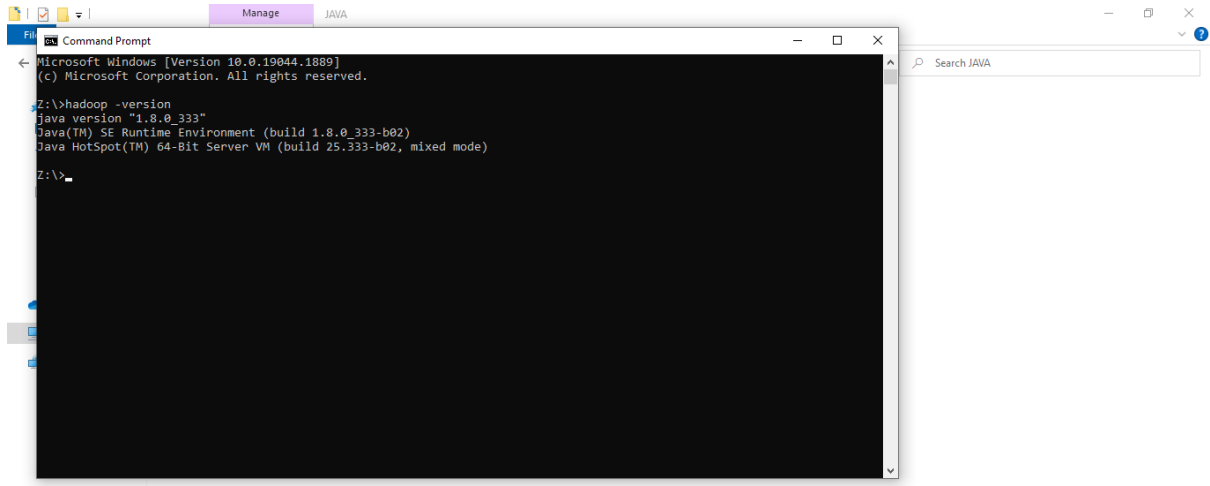 Manage
JAVA
Fil
Command Prompt
Search JAVA
Microsoft Windows [Version 10.0.19044.1889]
(c) Microsoft Corporation. All rights reserved.
Z:\>hadoop -version
java version "1.8.0_333"
Java(TM) SE Runtime Environment (build 1.8.0_333-b02)
Java HotSpot(TM) 64-Bit Server VM (build 25.333-b02, mixed mode)
Z:\>_